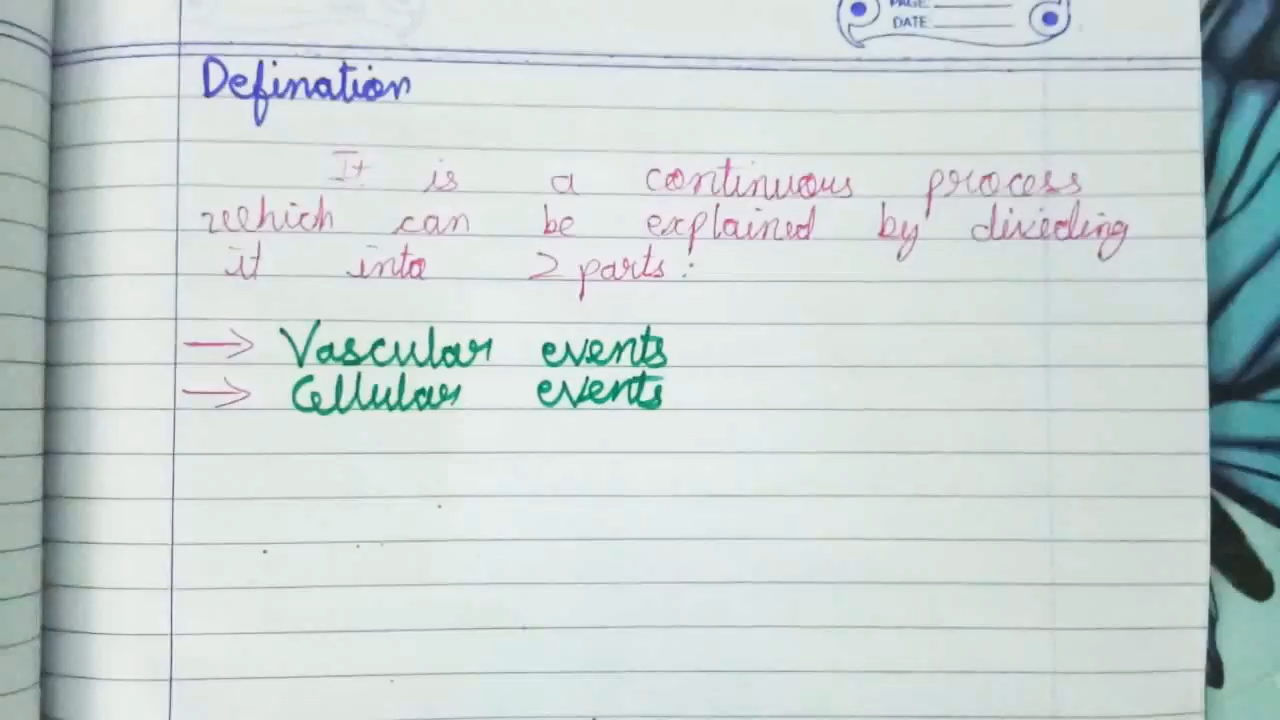 PAGE
DATE
Defination
It is a continuous process
which can be explained by dividing
it into 2 parts:
→ Vascular events
→ Cellular events